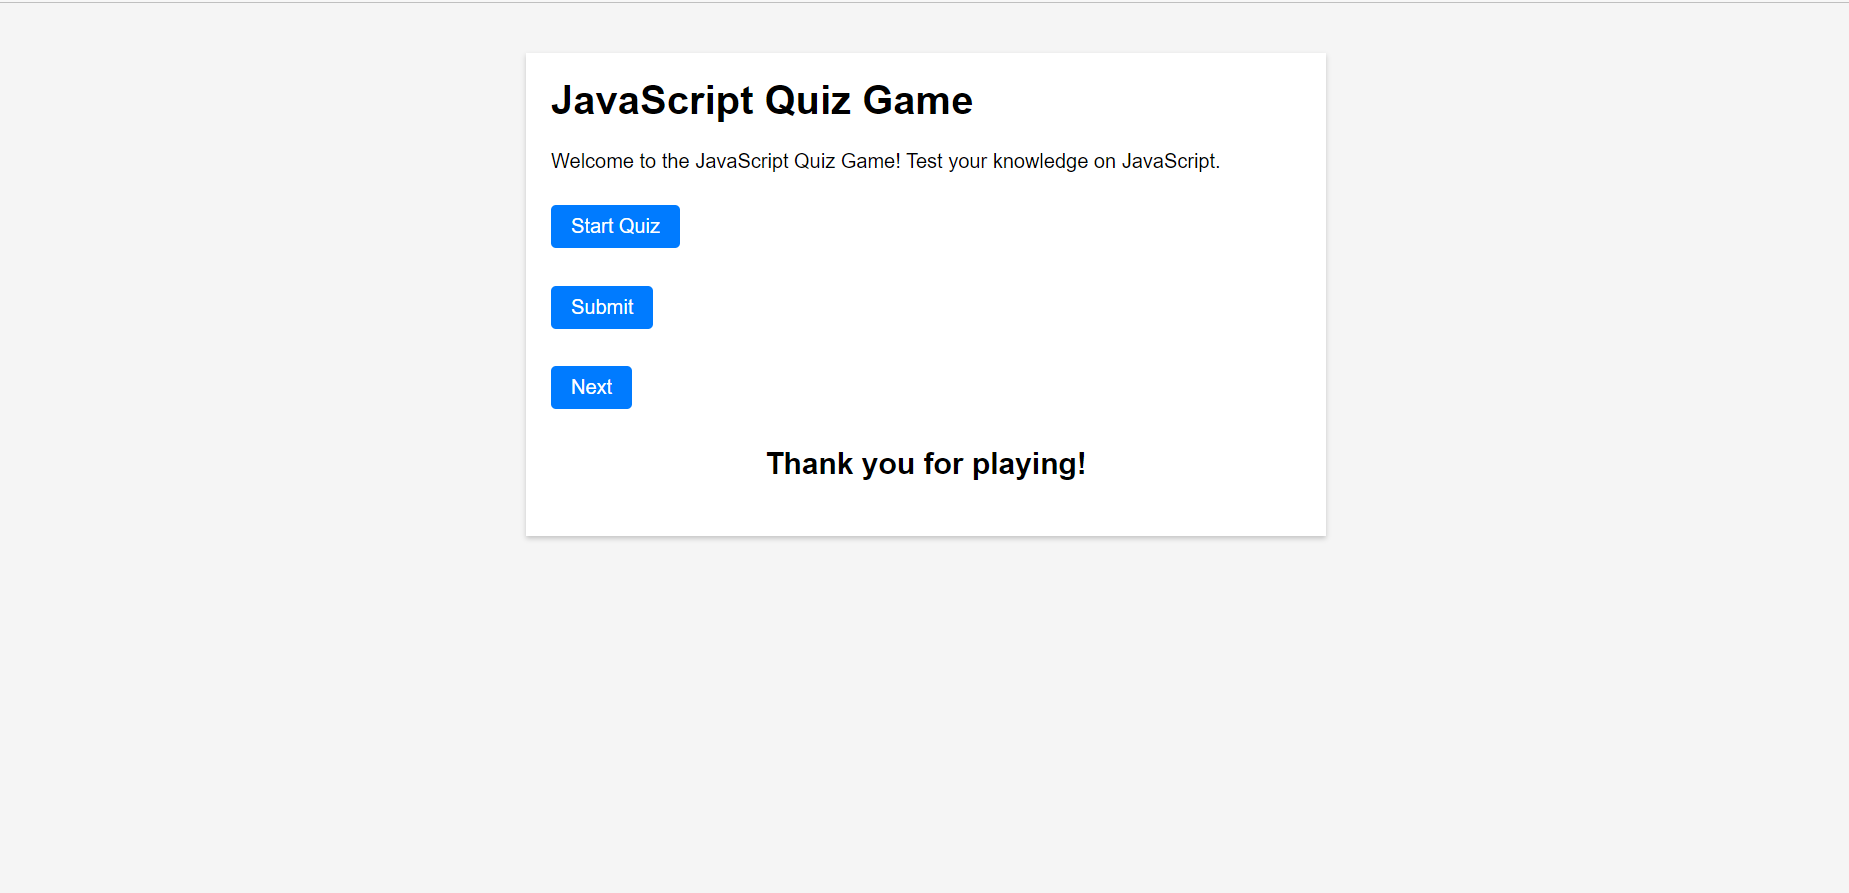 JavaScript Quiz Game
Welcome to the JavaScript Quiz Game! Test your knowledge on JavaScript.
Start Quiz
Submit
Next
Thank you for playing!